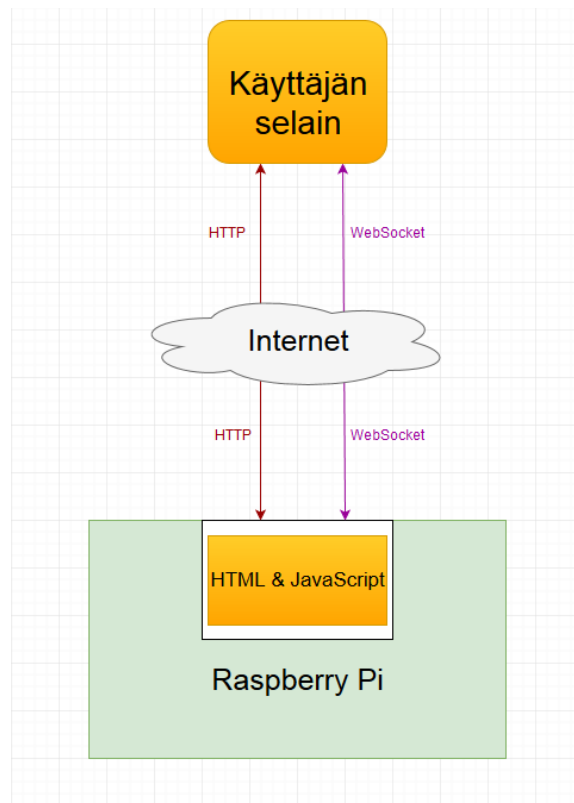 Käyttäjän
selain
HTTP
WebSocket
Internet
HTTP
WebSocket
HTML & JavaScript
Raspberry Pi